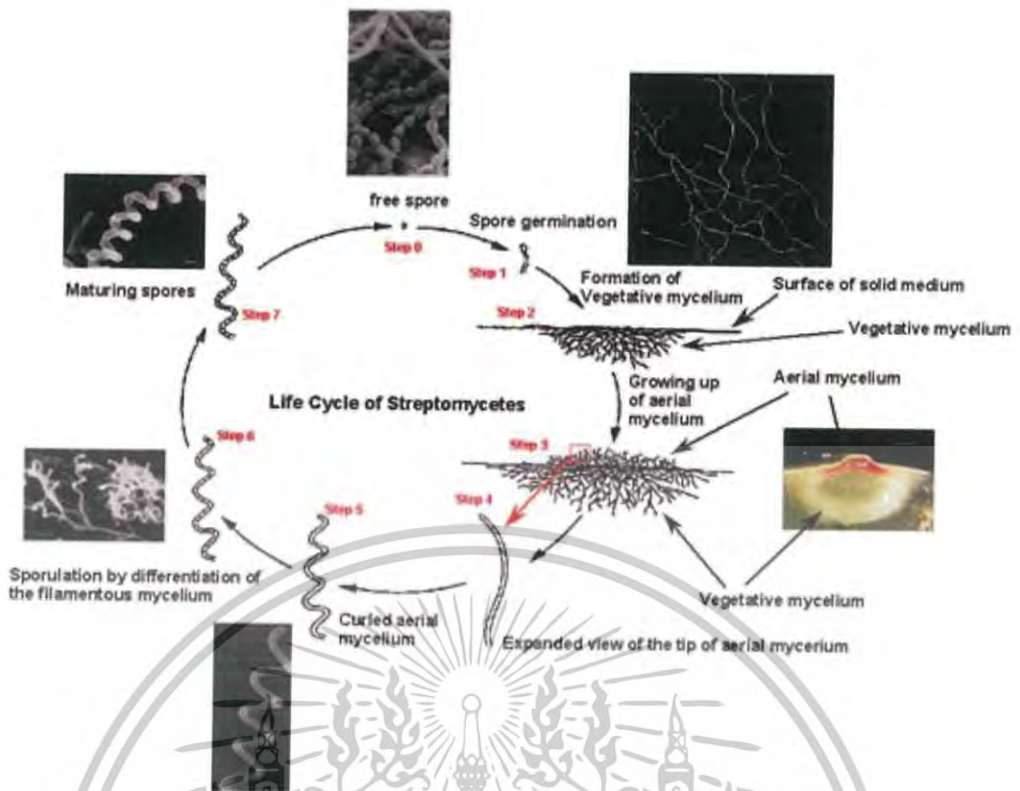 free spore
Step 0
Spore germination
Step 1
Formation of
Vegetative mycelium
Surface of solid medium
Step 2
Vegetative mycelium
Growing up
of aerial
mycelium
Aerial mycelium
Life Cycle of Streptomycetes
Step 3
Step 4
Vegetative mycelium
Expanded view of the tip of aerial mycerium
Step 5
Curled aerial
mycelium
Step 6
Sporulation by differentiation of
the filamentous mycelium
Step 7
Maturing spores